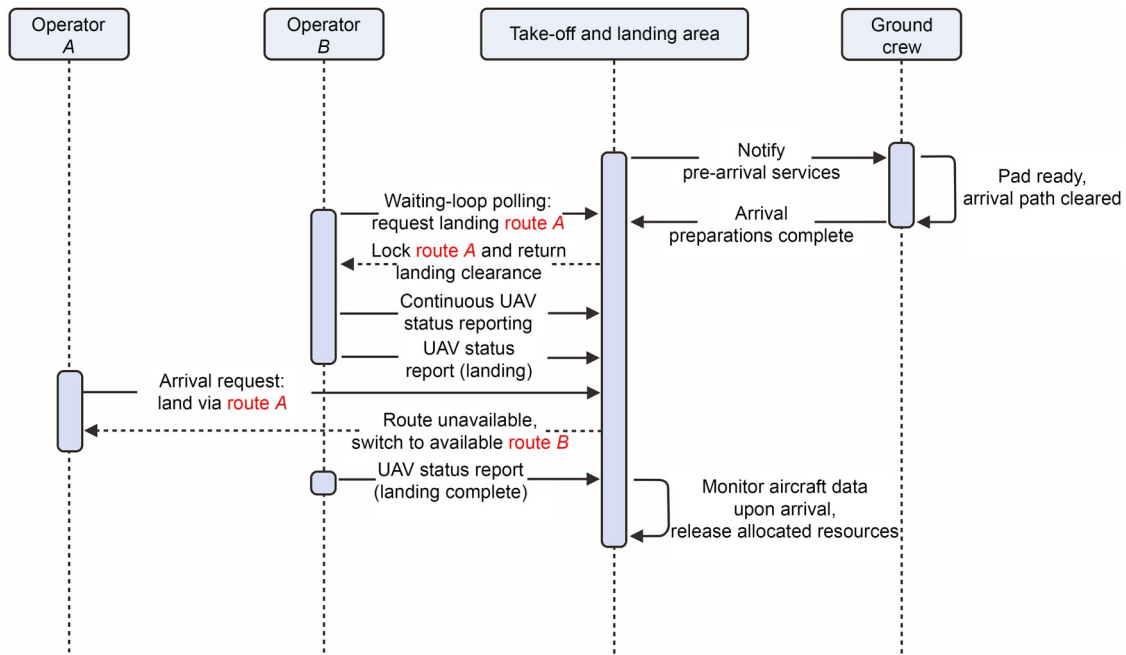 Operator
A
Operator
B
Take-off and landing area
Ground
crew
Notify
pre-arrival services
Pad ready,
arrival path cleared
Waiting-loop polling:
request landing route A
Arrival
preparations complete
Lock route A and return
landing clearance
Continuous UAV
status reporting
UAV status
report (landing)
Arrival request:
land via route A
Route unavailable,
switch to available route B
UAV status report
(landing complete)
Monitor aircraft data
upon arrival,
release allocated resources